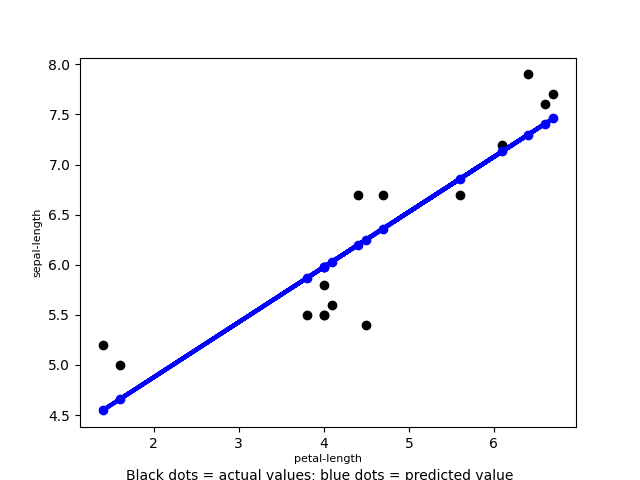 8.0
7.5
7.0
6.5
6.0
5.5
5.0
4.5
sepal-length
2 3 4 5 6
petal-length
Black dots = actual values; blue dots = predicted value